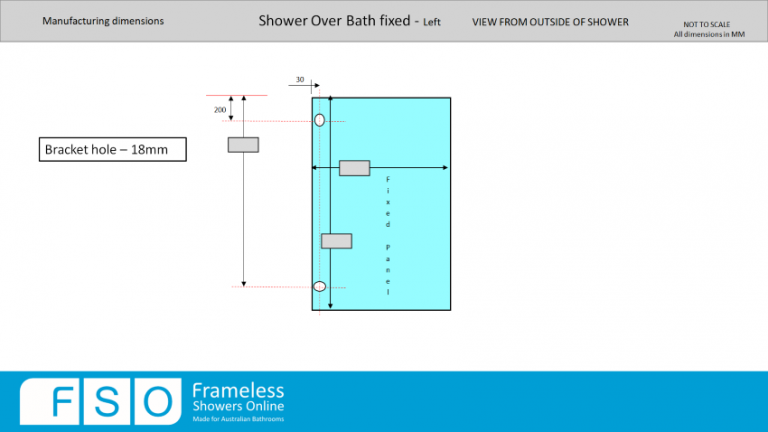 Manufacturing dimensions
Shower Over Bath fixed - Left
VIEW FROM OUTSIDE OF SHOWER
NOT TO SCALE
All dimensions in MM
30
200
Bracket hole – 18mm
Fixed Panel
FSO
Frameless
Showers Online
Made for Australian Bathrooms